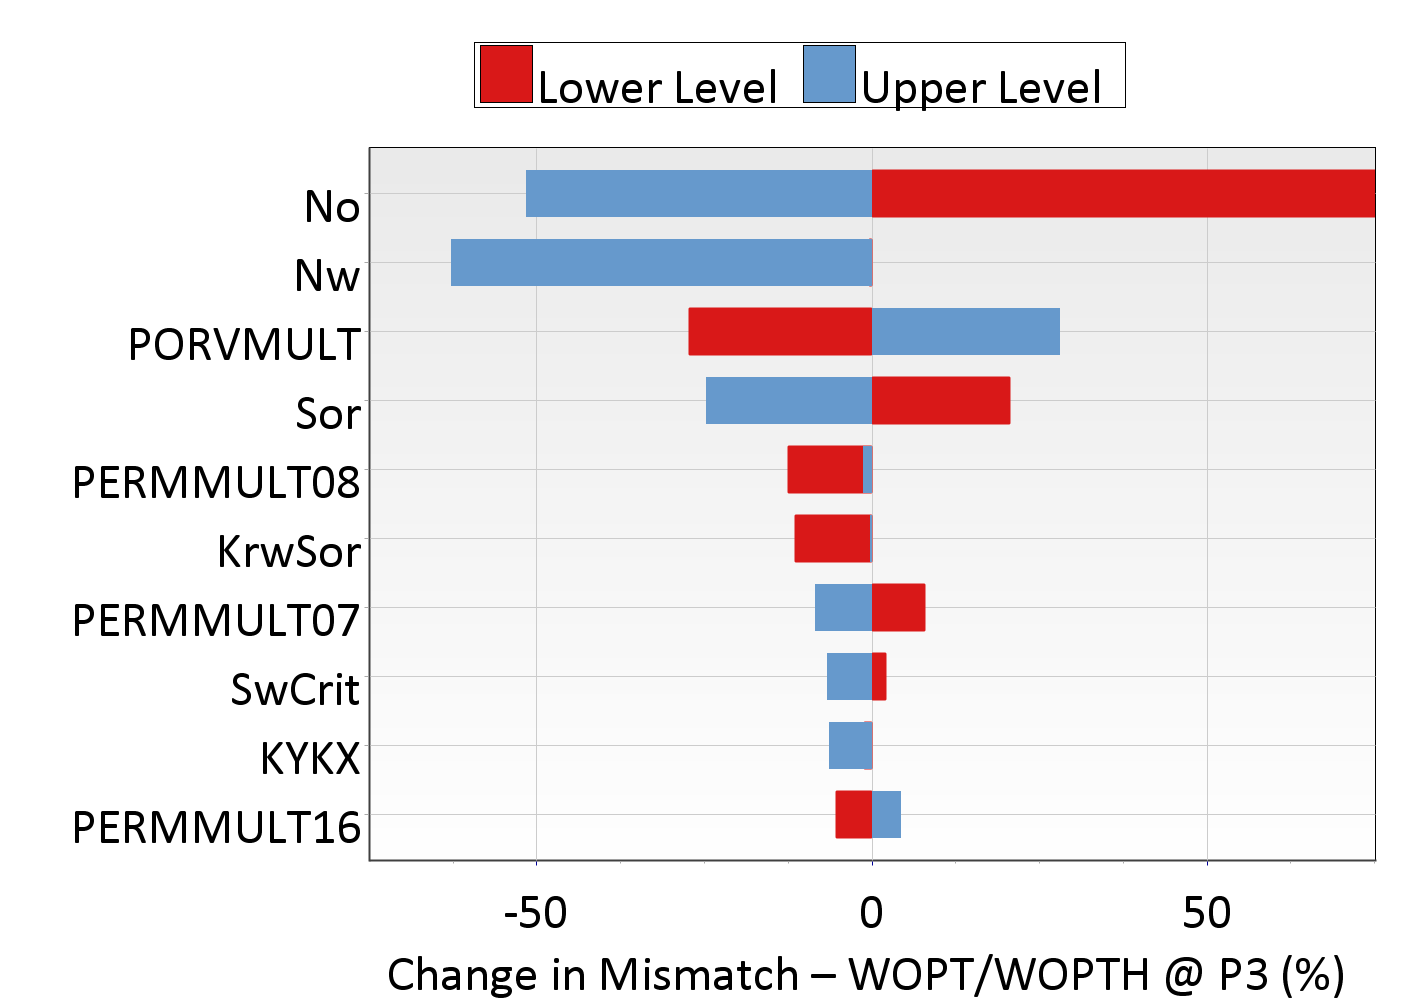 Lower Level Upper Level
No
Nw
PORVMULT
Sor
PERMMULT08
KrwSor
PERMMULT07
SwCrit
KYKX
PERMMULT16
-50 0 50
Change in Mismatch – WOPT/WOPTH @ P3 (%)